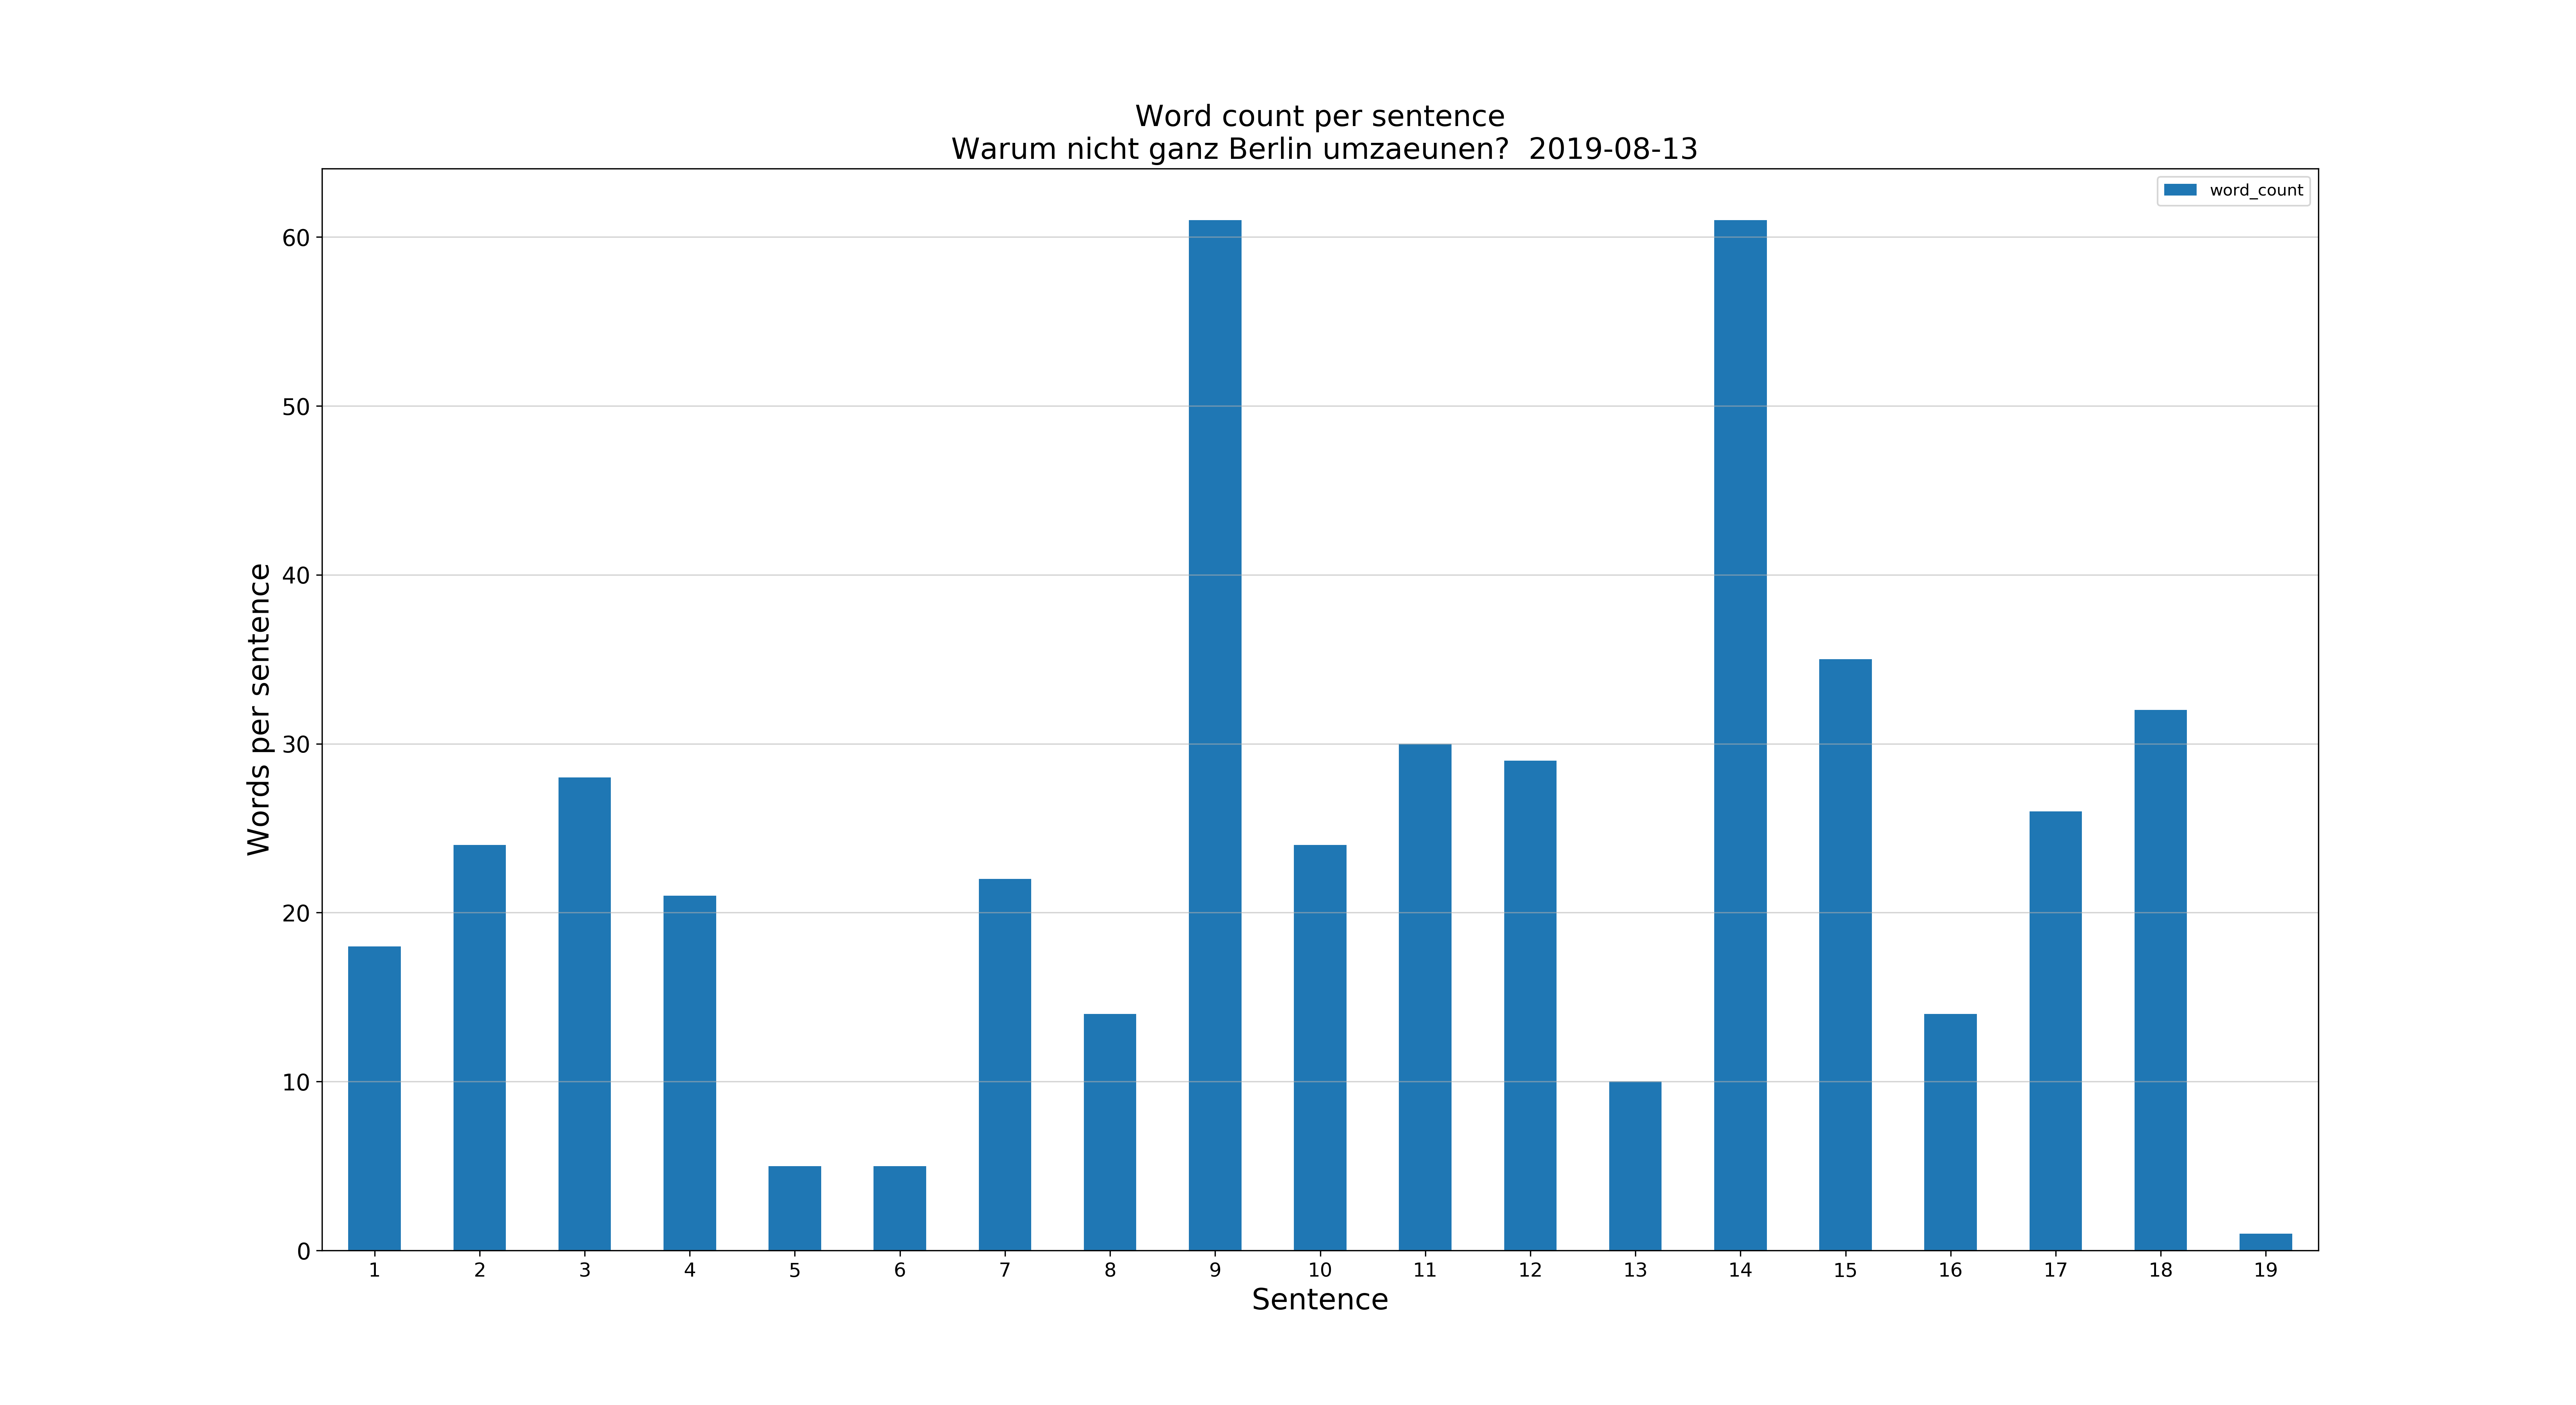 Word count per sentence
Warum nicht ganz Berlin umzaeunen?  2019-08-13
word_count
60
50
40
30
20
10
0
Words per sentence
1 2 3 4 5 6 7 8 9 10 11 12 13 14 15 16 17 18 19
Sentence